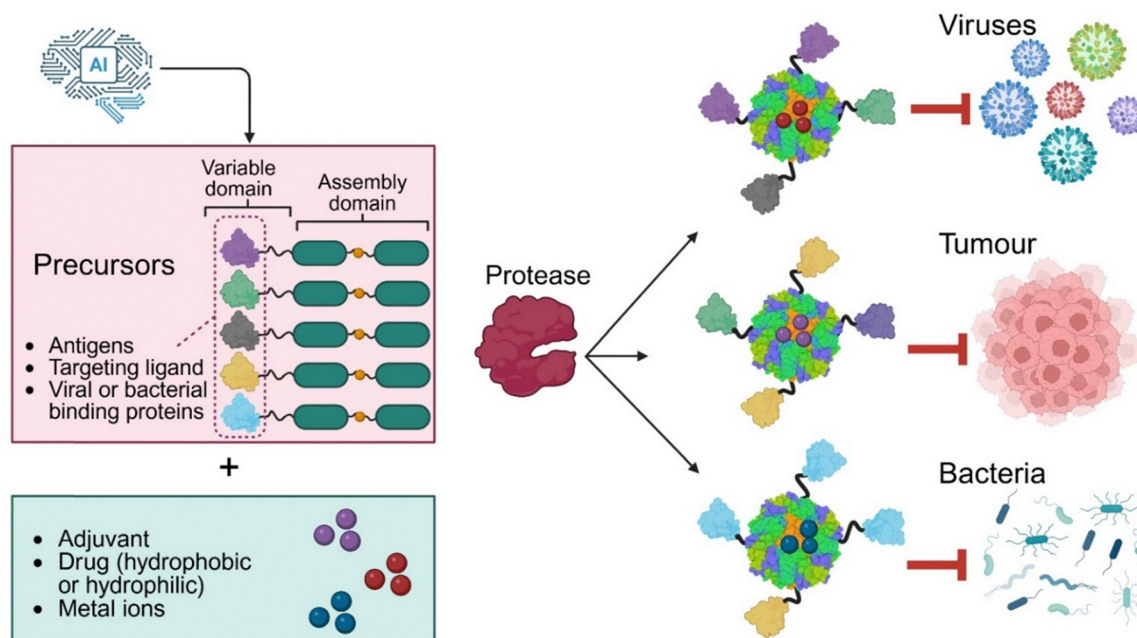 AI
Variable
domain
Assembly
domain
Precursors
• Antigens
• Targeting ligand
• Viral or bacterial
binding proteins
+
• Adjuvant
• Drug (hydrophobic
or hydrophilic)
• Metal ions
Protease
Viruses
Tumour
Bacteria